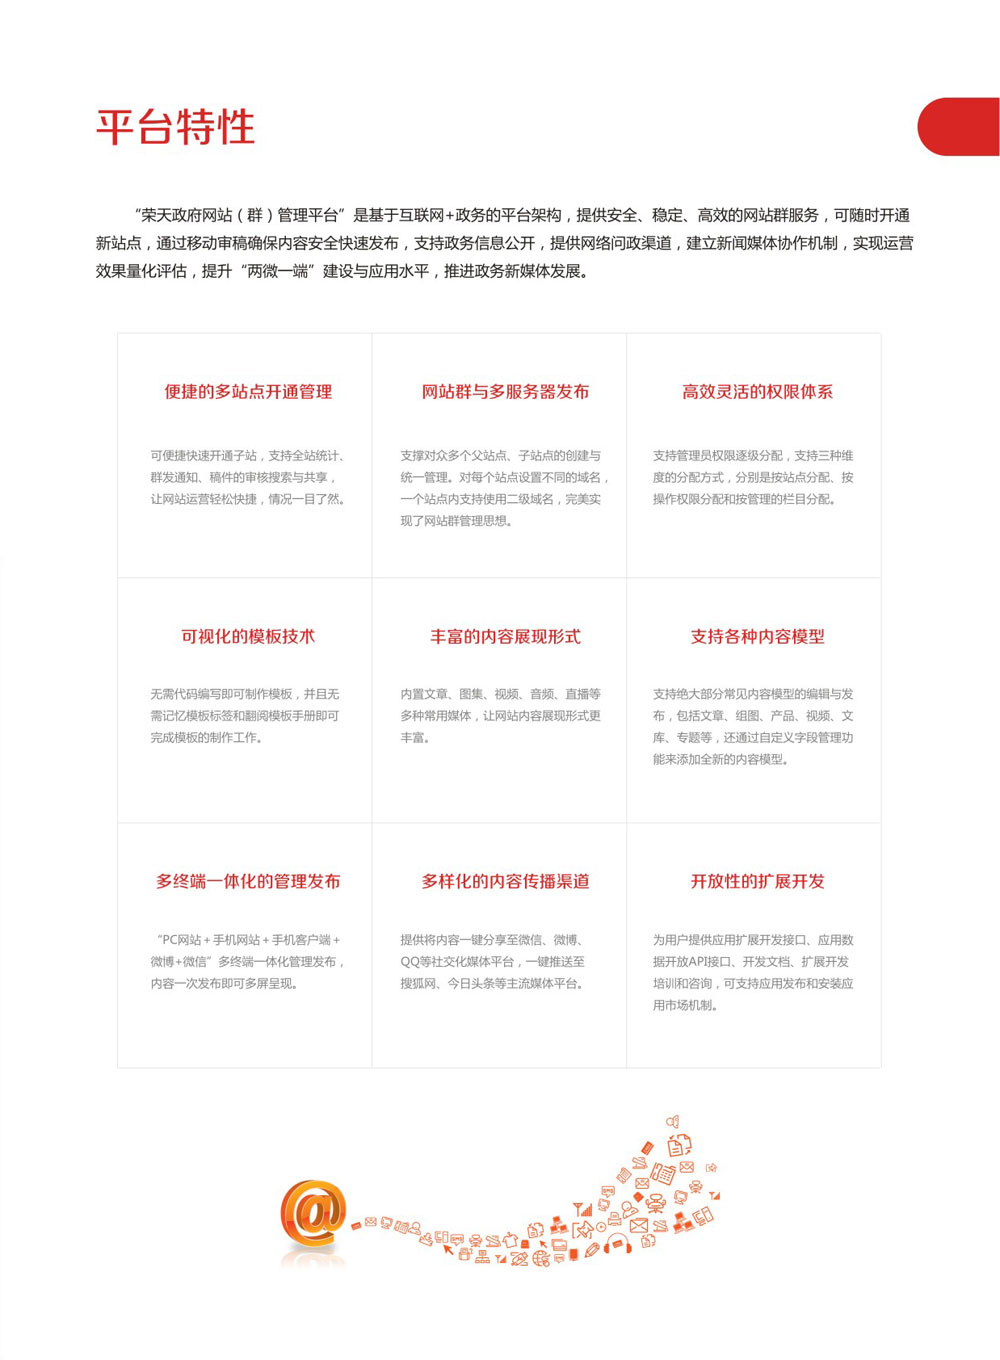 平台特性
“荣天政府网站（群）管理平台”是基于互联网+政务的平台架构，提供安全、稳定、高效的网站群服务，可随时开通
新站点，通过移动审稿确保内容安全快速发布，支持政务信息公开，提供网络问政渠道，建立新闻媒体协作机制，实现运营
效果量化评估，提升“两微一端”建设与应用水平，推进政务新媒体发展。
便捷的多站点开通管理
可便捷快速开通子站，支持全站统计、
群发通知、稿件的审核搜索与共享，
让网站运营轻松快捷，情况一目了然。
网站群与多服务器发布
支撑对众多个父站点、子站点的创建与
统一管理。对每个站点设置不同的域名，
一个站点内支持使用二级域名，完美实
现了网站群管理思想。
高效灵活的权限体系
支持管理员权限逐级分配，支持三种维
度的分配方式，分别是按站点分配、按
操作权限分配和按管理的栏目分配。
可视化的模板技术
无需代码编写即可制作模板，并且无
需记忆模板标签和翻阅模板手册即可
完成模板的制作工作。
丰富的内容展现形式
内置文章、图集、视频、音频、直播等
多种常用媒体，让网站内容展现形式更
丰富。
支持各种内容模型
支持绝大部分常见内容模型的编辑与发
布，包括文章、组图、产品、视频、文
库、专题等，还通过自定义字段管理功
能来添加全新的内容模型。
多终端一体化的管理发布
“PC网站＋手机网站＋手机客户端＋
微博+微信”多终端一体化管理发布，
内容一次发布即可多屏呈现。
多样化的内容传播渠道
提供将内容一键分享至微信、微博、
QQ等社交化媒体平台，一键推送至
搜狐网、今日头条等主流媒体平台。
开放性的扩展开发
为用户提供应用扩展开发接口、应用数
据开放API接口、开发文档、扩展开发
培训和咨询，可支持应用发布和安装应
用市场机制。
@